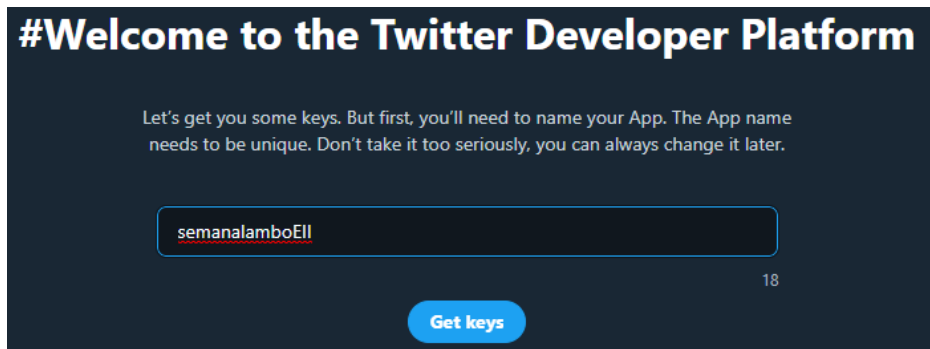 #Welcome to the Twitter Developer Platform
Let's get you some keys. But first, you'll need to name your App. The App name
needs to be unique. Don't take it too seriously, you can always change it later.
semanalamboEII
18
Get keys